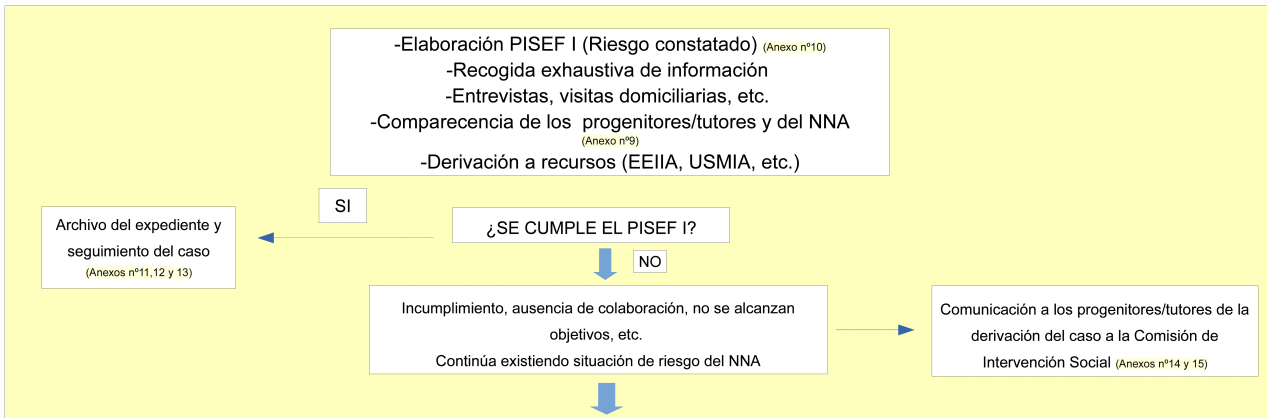 -Elaboración PISEF I (Riesgo constatado) (Anexo nº10)
-Recogida exhaustiva de información
-Entrevistas, visitas domiciliarias, etc.
-Comparecencia de los progenitores/tutores y del NNA
(Anexo nº9)
-Derivación a recursos (EEIIA, USMIA, etc.)
SI
Archivo del expediente y
seguimiento del caso
(Anexos nº11,12 y 13)
¿SE CUMPLE EL PISEF I?
NO
Incumplimiento, ausencia de colaboración, no se alcanzan
objetivos, etc.
Continúa existiendo situación de riesgo del NNA
Comunicación a los progenitores/tutores de la
derivación del caso a la Comisión de
Intervención Social (Anexos nº14 y 15)